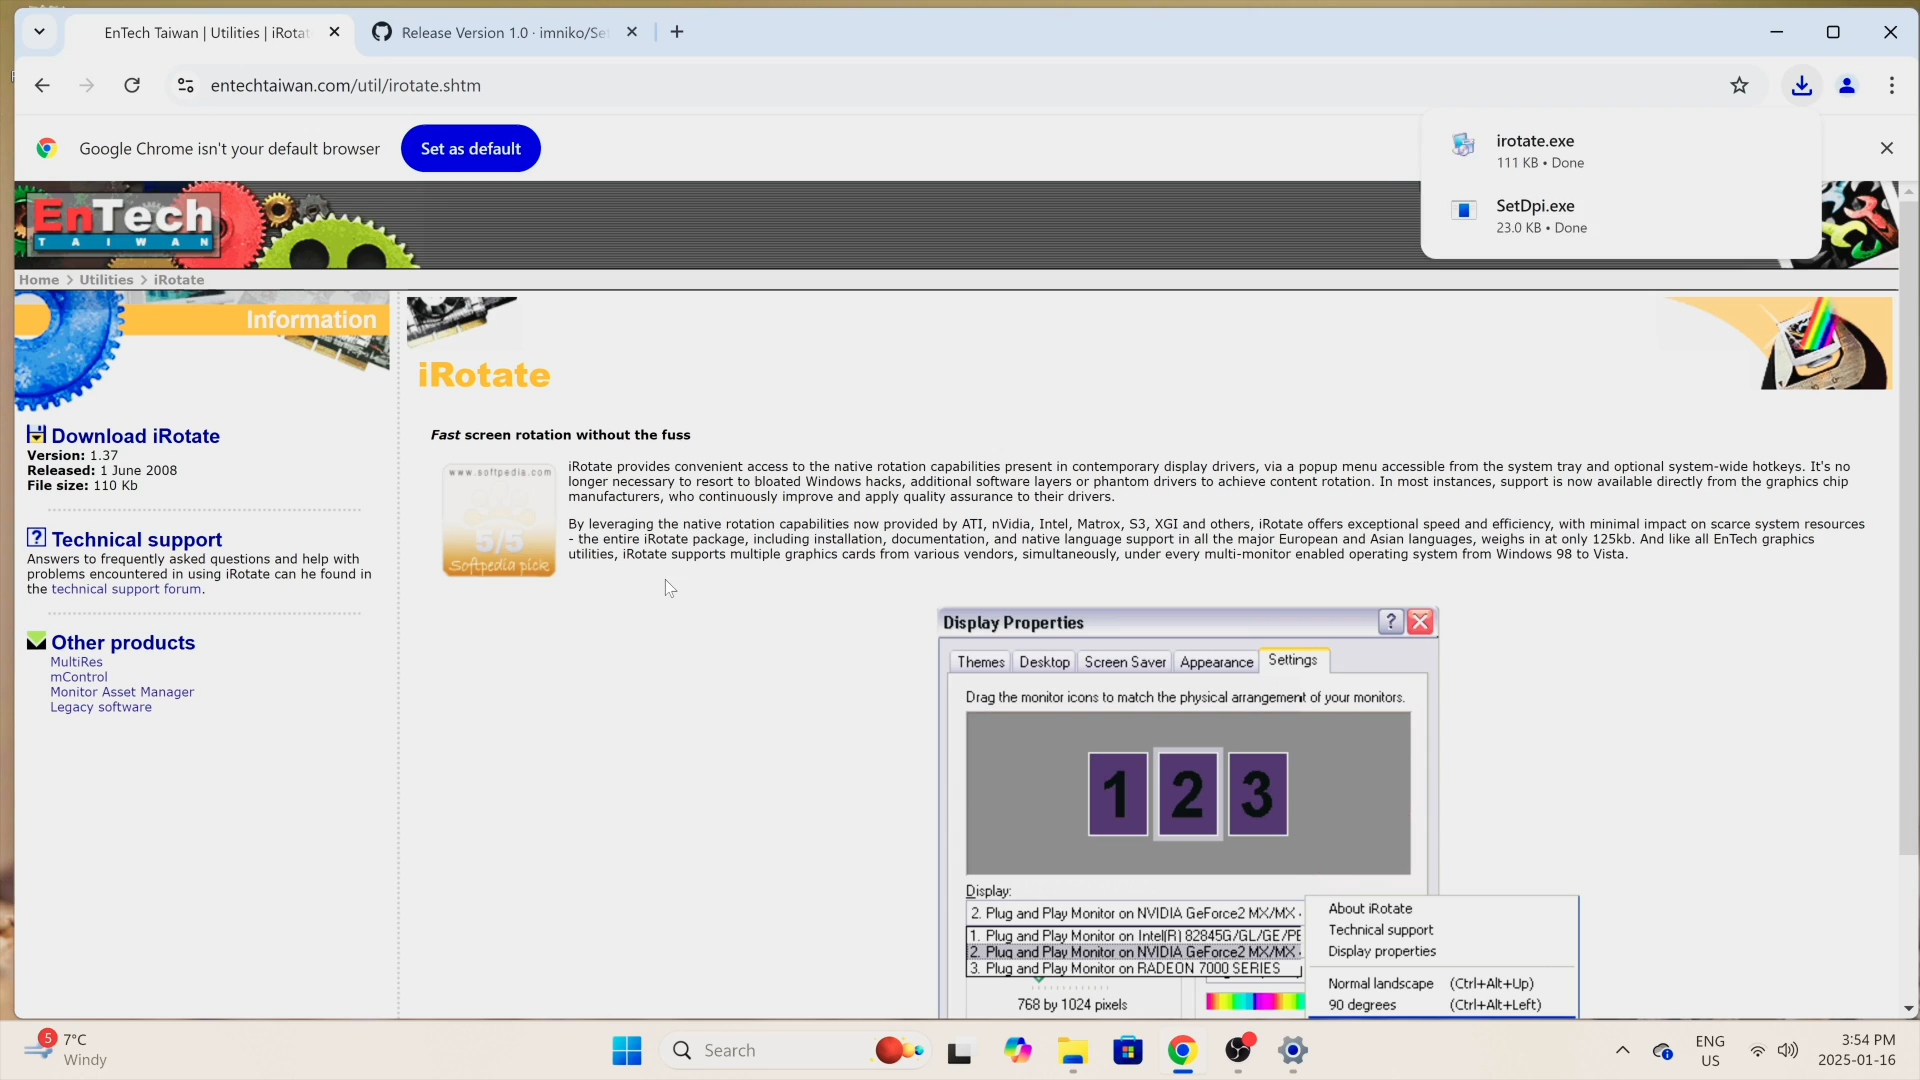 EnTech Taiwan | Utilities | iRota
Release Version 1.0 · imniko/Se
entechtaiwan.com/util/irotate.shtm
Google Chrome isn't your default browser
Set as default
irotate.exe
111 KB • Done
SetDpi.exe
23.0 KB • Done
EnTech
TAIWAN
Home > Utilities > iRotate
Information
iRotate
Download iRotate
Version: 1.37
Released: 1 June 2008
File size: 110 Kb
Technical support
Answers to frequently asked questions and help with
problems encountered in using iRotate can be found in
the technical support forum.
Other products
MultiRes
mControl
Monitor Asset Manager
Legacy software
Fast screen rotation without the fuss
www.softpedia.com
5/5
Softpedia pick
iRotate provides convenient access to the native rotation capabilities present in contemporary display drivers, via a popup menu accessible from the system tray and optional system-wide hotkeys. It's no
longer necessary to resort to bloated Windows hacks, additional software layers or phantom drivers to achieve content rotation. In most instances, support is now available directly from the graphics chip
manufacturers, who continuously improve and apply quality assurance to their drivers.
By leveraging the native rotation capabilities now provided by ATI, nVidia, Intel, Matrox, S3, XGI and others, iRotate offers exceptional speed and efficiency, with minimal impact on scarce system resources
- the entire iRotate package, including installation, documentation, and native language support in all the major European and Asian languages, weighs in at only 125kb. And like all EnTech graphics
utilities, iRotate supports multiple graphics cards from various vendors, simultaneously, under every multi-monitor enabled operating system from Windows 98 to Vista.
Display Properties
?
Themes Desktop Screen Saver Appearance Settings
Drag the monitor icons to match the physical arrangement of your monitors.
1 2 3
Display:
2. Plug and Play Monitor on NVIDIA GeForce2 MX/MX
1. Plug and Play Monitor on Intel(R) 82845G/GL/GE/PE
2. Plug and Play Monitor on NVIDIA GeForce2 MX/MX
3. Plug and Play Monitor on RADEON 7000 SERIES
768 by 1024 pixels
About iRotate
Technical support
Display properties
Normal landscape (Ctrl+Alt+Up)
90 degrees (Ctrl+Alt+Left)
5
7°C
Windy
Search
ENG
US
3:54 PM
2025-01-16